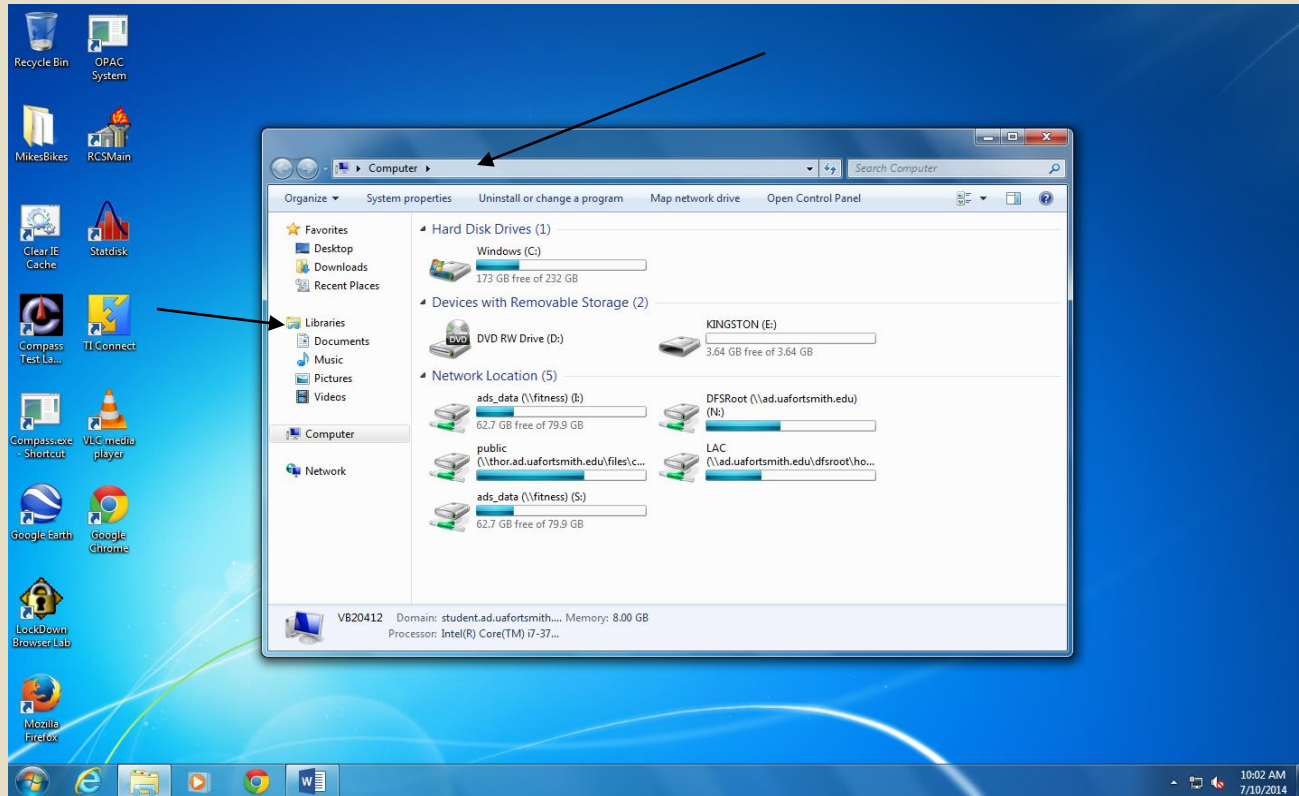 Recycle Bin
OPAC
System
MikesBikes
RCSMain
Clear IE
Cache
Statdisk
Compass
Test La...
TI Connect
Compass.exe
- Shortcut
VLC media
player
Google Earth
Google
Chrome
LockDown
Browser Lab
Mozilla
Firefox
Computer
Search Computer
Organize
System properties
Uninstall or change a program
Map network drive
Open Control Panel
Favorites
Desktop
Downloads
Recent Places
Libraries
Documents
Music
Pictures
Videos
Computer
Network
Hard Disk Drives (1)
Windows (C:)
173 GB free of 232 GB
Devices with Removable Storage (2)
DVD
DVD RW Drive (D:)
KINGSTON (E:)
3.64 GB free of 3.64 GB
Network Location (5)
ads_data (\\fitness) (I:)
62.7 GB free of 79.9 GB
DFSRoot (\\ad.uafortsmith.edu)
(N:)
public
(\\thor.ad.uafortsmith.edu\files\c...
LAC
(\\ad.uafortsmith.edu\dfsroot\ho...
ads_data (\\fitness) (S:)
62.7 GB free of 79.9 GB
VB20412 Domain: student.ad.uafortsmith.... Memory: 8.00 GB
Processor: Intel(R) Core(TM) i7-37...
10:02 AM
7/10/2014